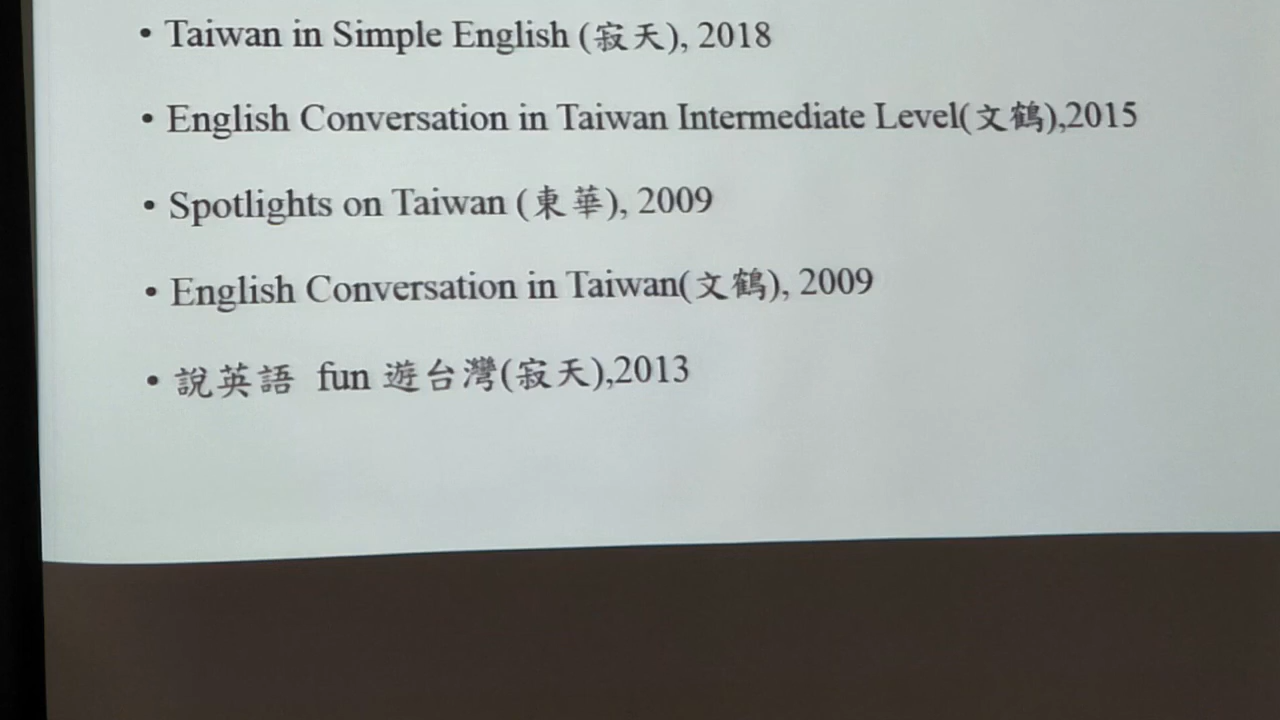 • Taiwan in Simple English (寂天), 2018
• English Conversation in Taiwan Intermediate Level(文鶴),2015
• Spotlights on Taiwan (東華), 2009
• English Conversation in Taiwan(文鶴), 2009
• 說英語 fun 遊台灣(寂天),2013